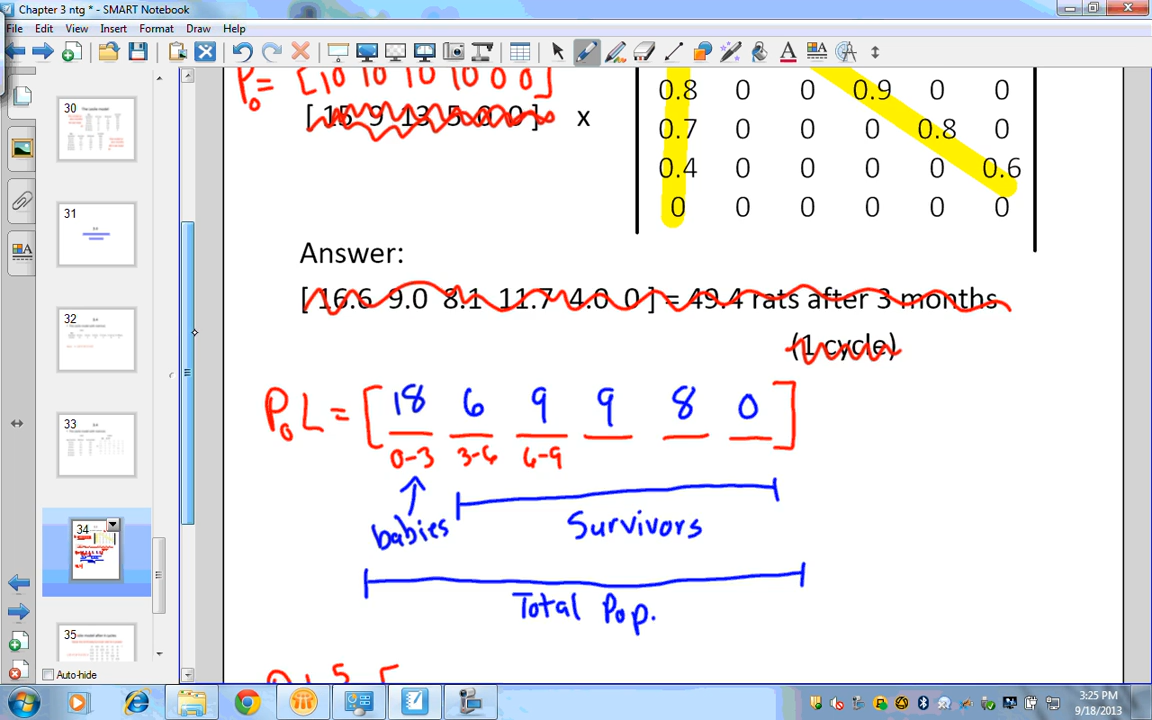 Chapter 3 ntg * - SMART Notebook
File Edit View Insert Format Draw Help
P₀= [10 10 10 10 0 0]
[ 15 9 13 5 0 0 ] x
0.8 0 0 0.9 0 0
0.7 0 0 0 0.8 0
0.4 0 0 0 0 0.6
0 0 0 0 0 0
Answer:
[ 16.6 9.0 8.1 11.7 4.0 0 ] = 49.4 rats after 3 months
(1 cycle)
P₀L = [18 6 9 9 8 0]
0-3 3-6 6-9
babies Survivors
Total Pop.
30
31
32
33
34
35
Auto-hide
3:25 PM
9/18/2013